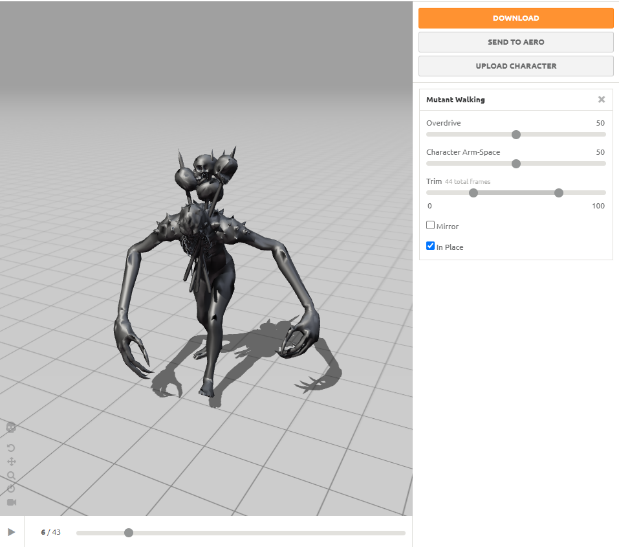 DOWNLOAD
SEND TO AERO
UPLOAD CHARACTER
Mutant Walking
Overdrive 50
Character Arm-Space 50
Trim 44 total frames
0 100
Mirror
In Place
6 / 43